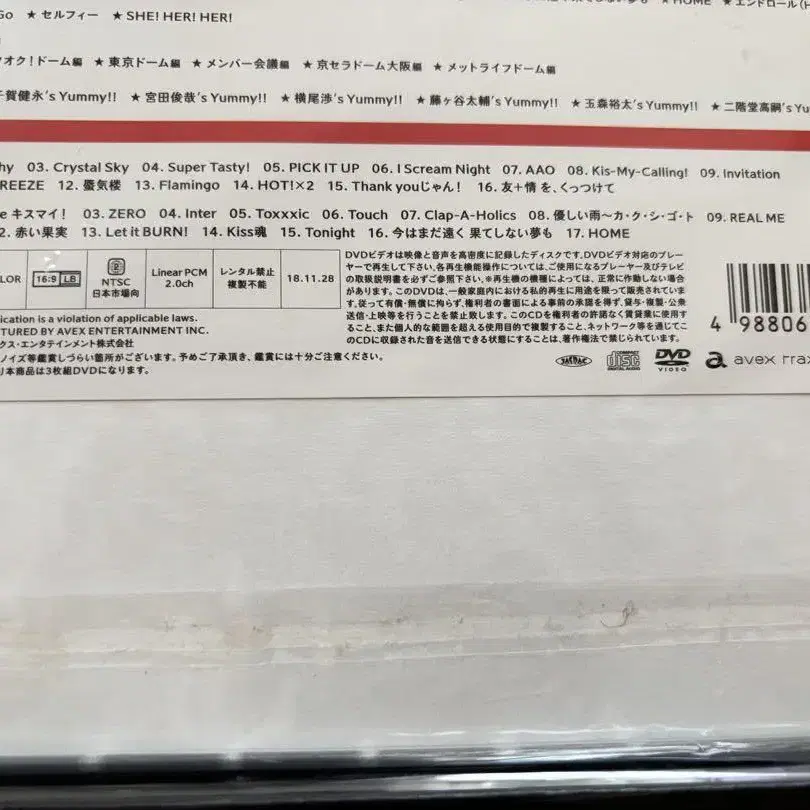 Go ★ セルフィー ★ SHE! HER! HER!
★ HOME ★ エンドロール(H
オク!ドーム編 ★ 東京ドーム編 ★ メンバー会議編 ★ 京セラドーム大阪編 ★ メットライフドーム編
千賀健永's Yummy!! ★ 宮田俊哉's Yummy!! ★ 横尾渉's Yummy!! ★ 藤ヶ谷太輔's Yummy!! ★ 玉森裕太's Yummy!! ★ 二階堂高嗣's Yu
hy 03. Crystal Sky 04. Super Tasty! 05. PICK IT UP 06. I Scream Night 07. AAO 08. Kis-My-Calling! 09. Invitation
REEZE 12. 蜃気楼 13. Flamingo 14. HOT!×2 15. Thank youじゃん! 16. 友+情 を、くっつけて
e キスマイ! 03. ZERO 04. Inter 05. Toxxxic 06. Touch 07. Clap-A-Holics 08. 優しい雨〜カ・ク・シ・ゴ・ト 09. REAL ME
2. 赤い果実 13. Let it BURN! 14. Kiss魂 15. Tonight 16. 今はまだ遠く 果てしない夢も 17. HOME
LOR
16:9 LB
2
NTSC
日本市場向
Linear PCM
2.0ch
レンタル禁止
複製不能
18.11.28
DVDビデオは映像と音声を高密度に記録したディスクです。DVDビデオ対応のプレー
ヤーで再生して下さい。各再生機能操作については、ご使用になるプレーヤー及びテレビ
の取扱説明書を必ずご参照下さい。※再生機の機種によっては、正常に作動しない場合
があります。このDVDは、一般家庭内における私的再生に用途を限って販売されていま
す。従って有償・無償に拘らず、権利者の書面による事前の承諾を得ず、貸与・複製・公衆
送信・上映等を行うことを禁止致します。このCDを権利者の許諾なく賃貸業に使用す
ること、また個人的な範囲を超える使用目的で複製すること、ネットワーク等を通じてこ
のCDに収録された音を送信できる状態にすることは、著作権法で禁じられています。
ication is a violation of applicable laws.
TURED BY AVEX ENTERTAINMENT INC.
クス・エンタテインメント株式会社
ノイズ等鑑賞しづらい箇所がございます。予めご了承頂き、鑑賞には十分ご注意ください。
り本商品は3枚組DVDになります。
4 98806
JASRAC
COMPACT disc DIGITAL AUDIO
DVD VIDEO
avex trax